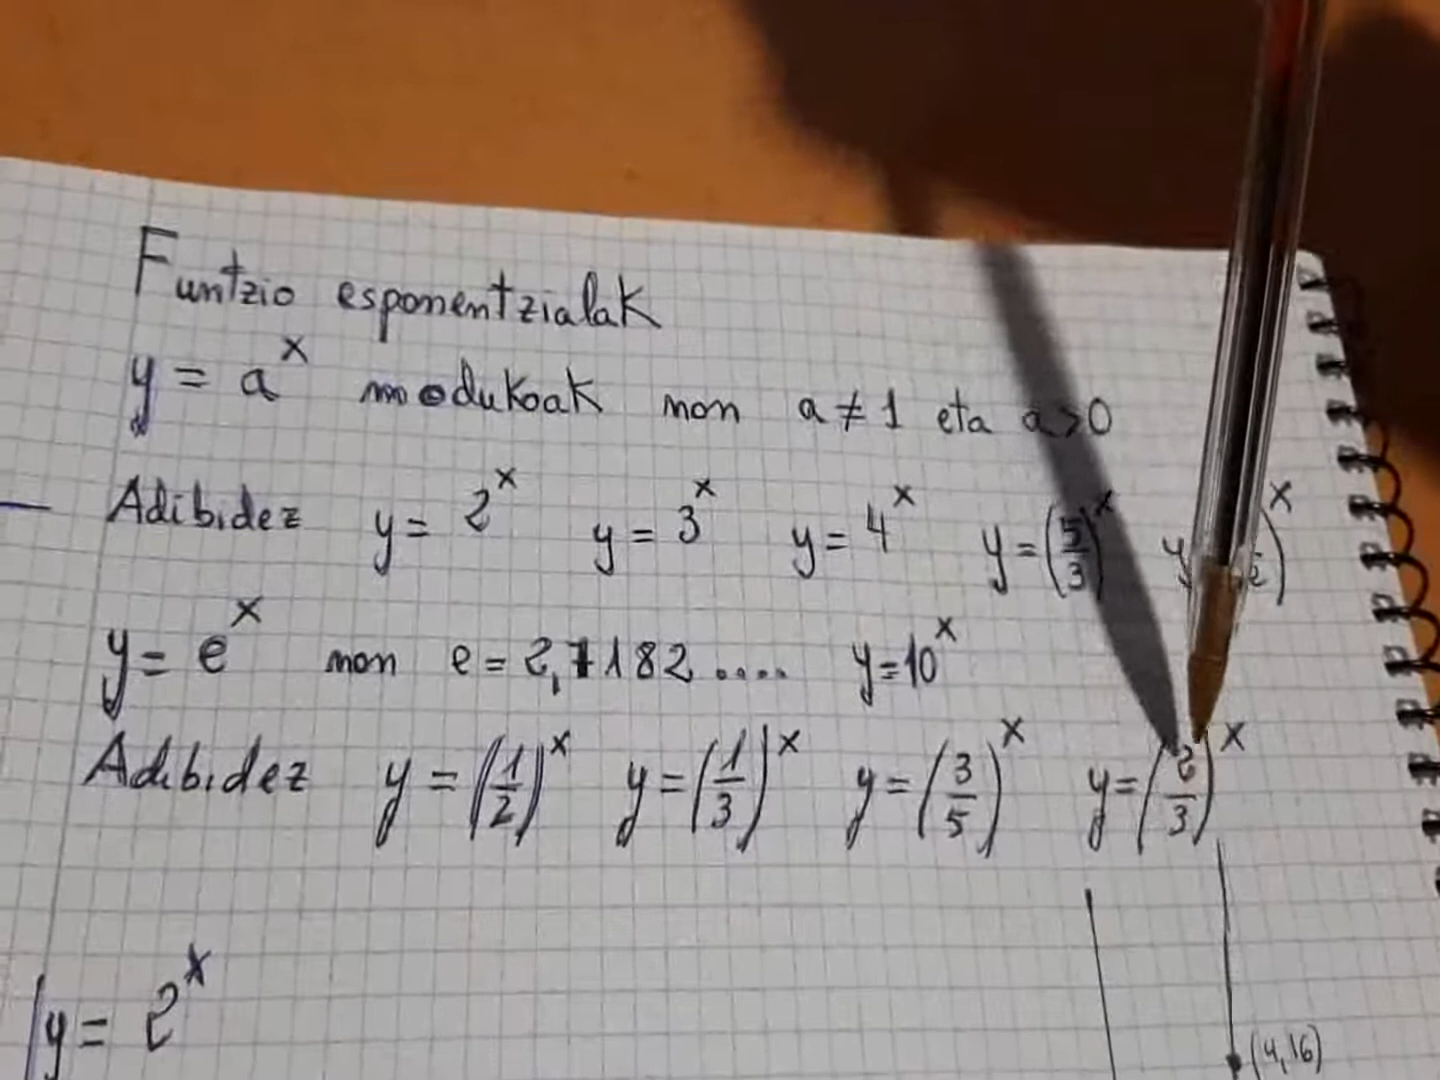 Funtzio esponentzialak
y = a^x modukoak non a ≠ 1 eta a > 0
Adibidez y = 2^x y = 3^x y = 4^x y = (5/3)^x y
y = e^x non e = 2,7182 .... y = 10^x
Adibidez y = (1/2)^x y = (1/3)^x y = (3/5)^x y = (2/3)^x
y = 2^x
(4,16)